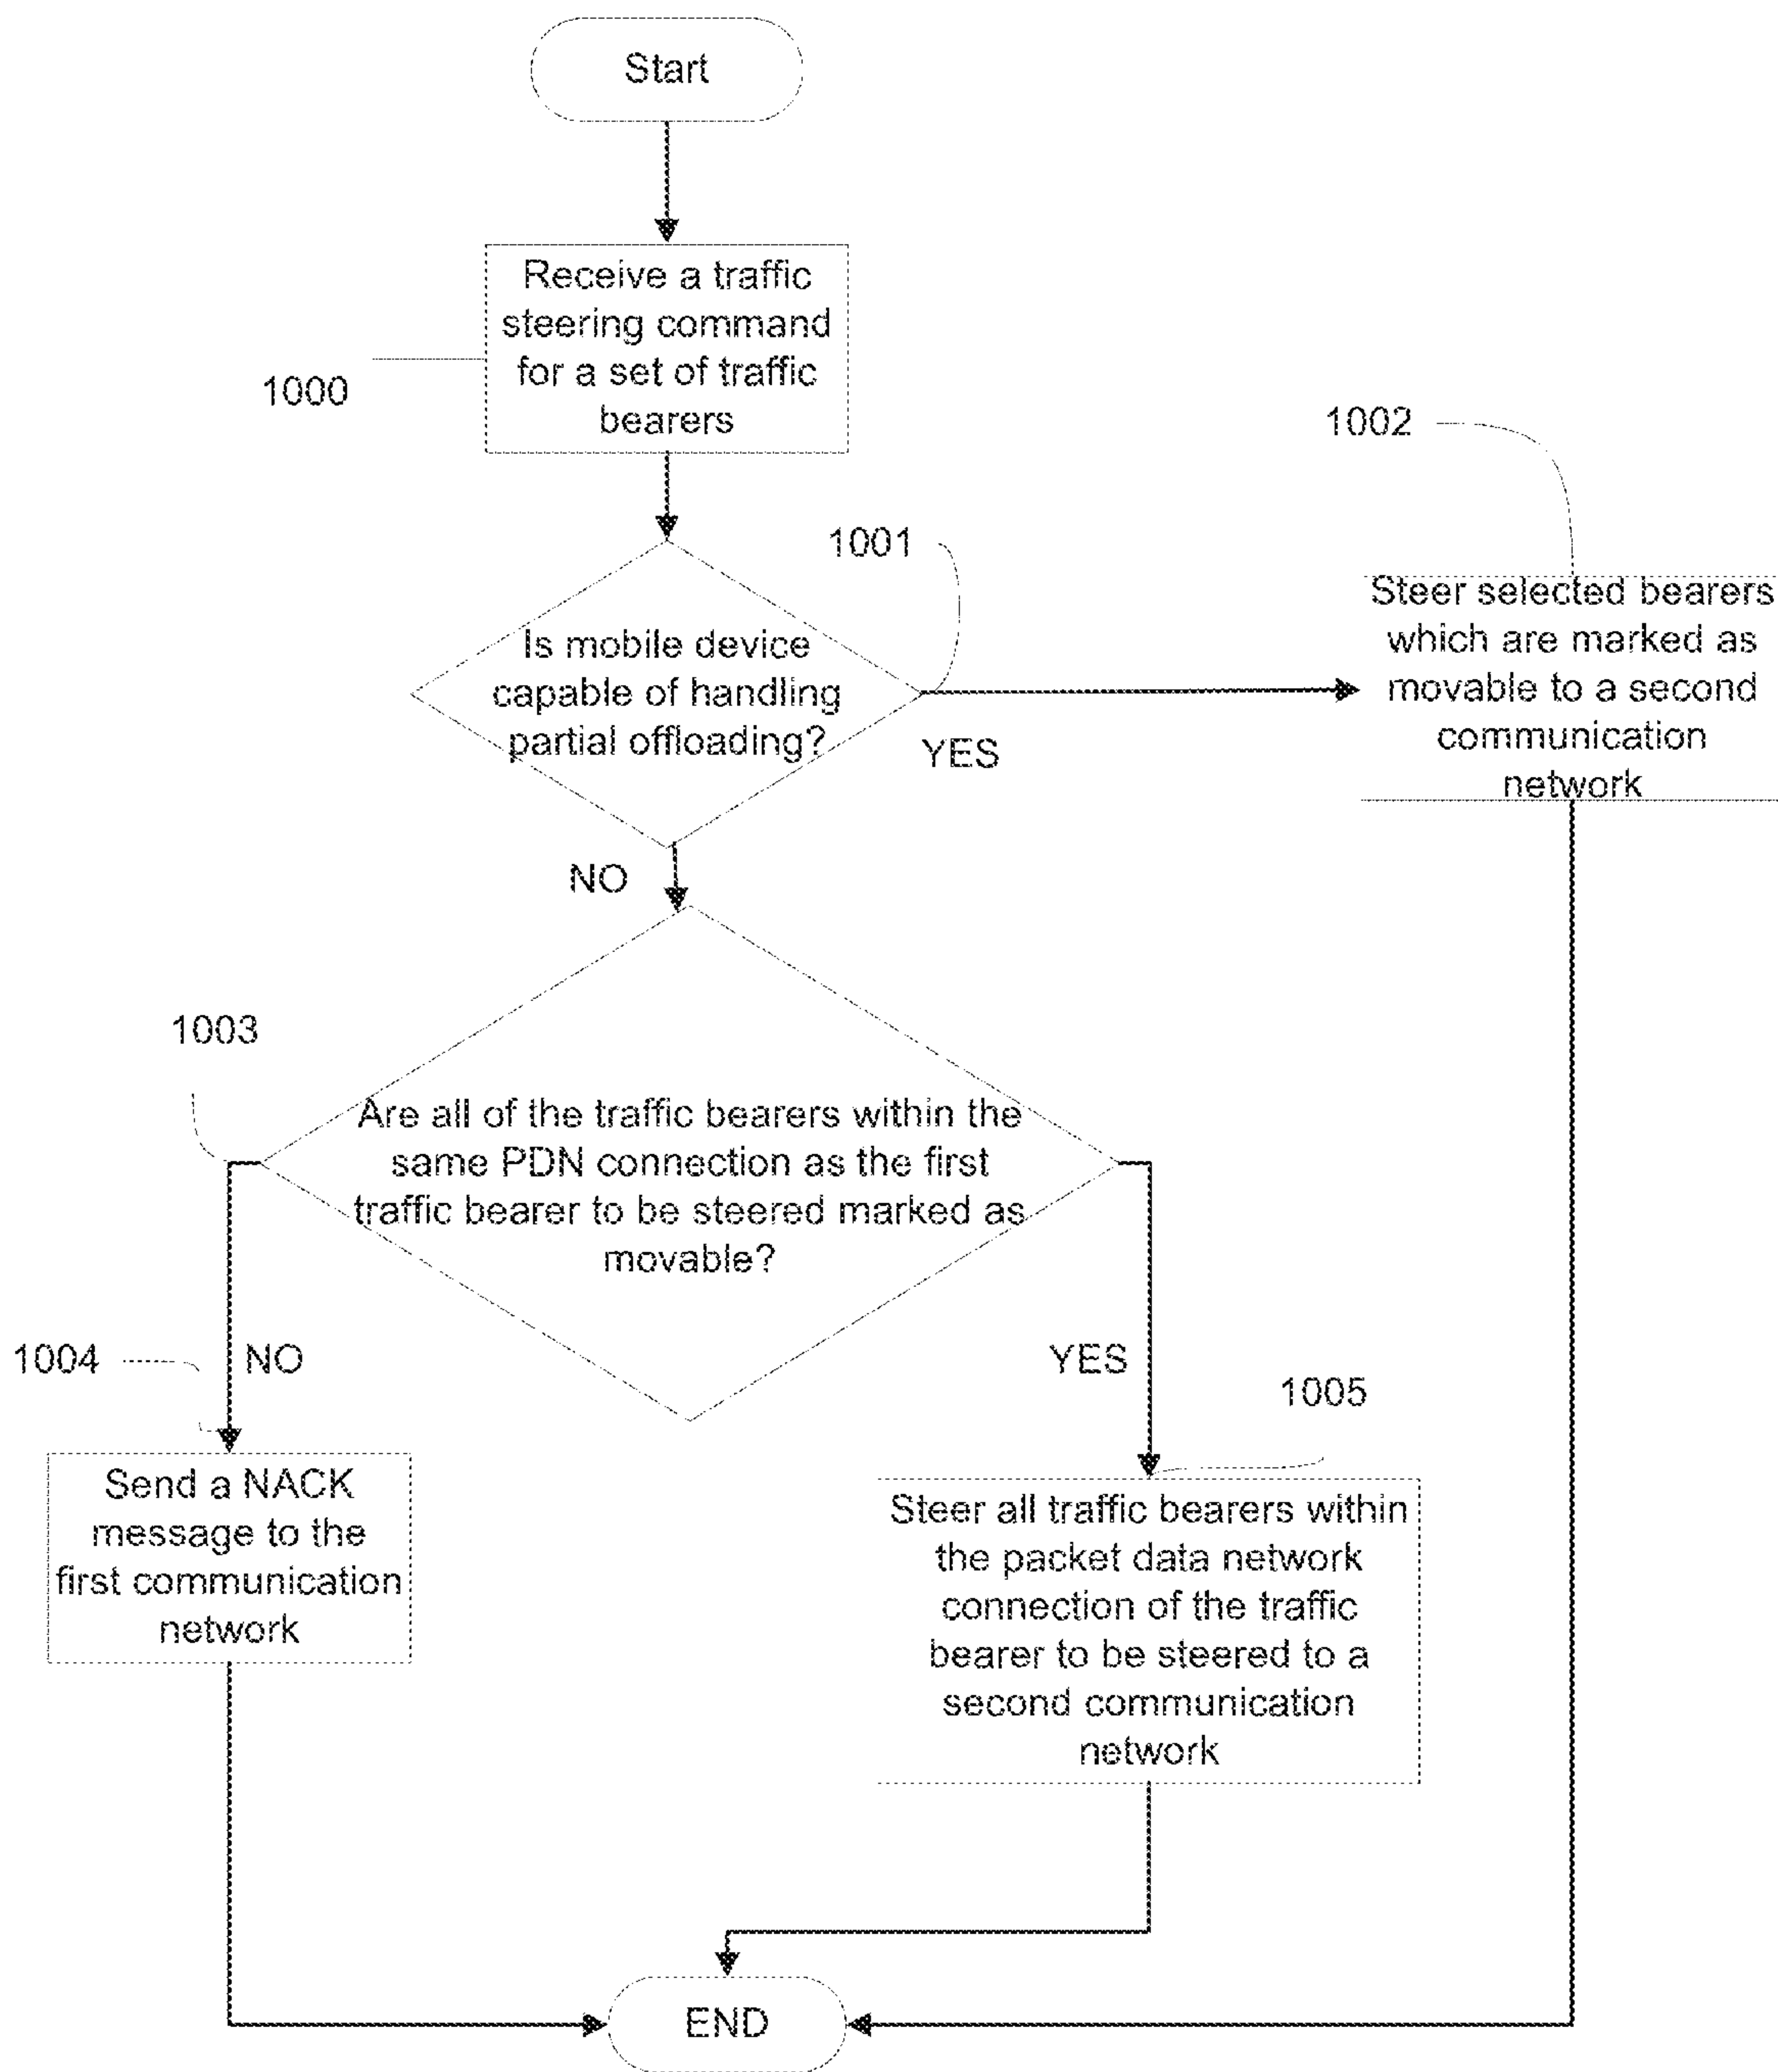 Start
Receive a traffic
steering command
for a set of traffic
bearers
1000
1002
1001
Steer selected bearers
which are marked as
movable to a second
communication
network
Is mobile device
capable of handling
partial offloading?
YES
NO
1003
Are all of the traffic bearers within the
same PDN connection as the first
traffic bearer to be steered marked as
movable?
1004
NO
YES
1005
Send a NACK
message to the
first communication
network
Steer all traffic bearers within
the packet data network
connection of the traffic
bearer to be steered to a
second communication
network
END